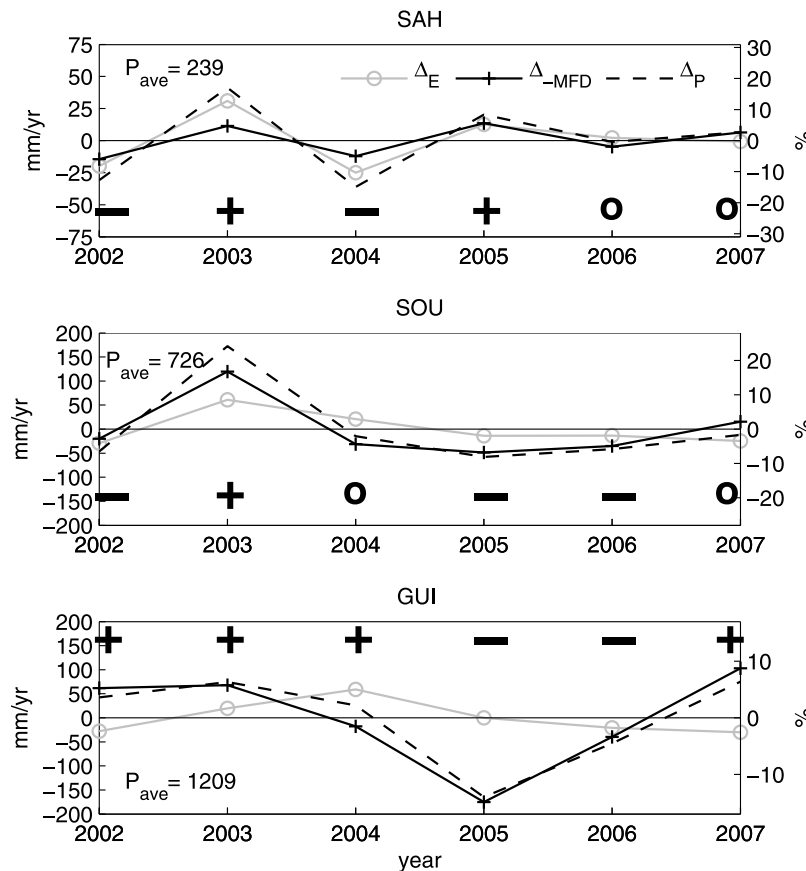 SAH
P_ave = 239
Δ_E Δ_−MFD Δ_P
75
50
25
0
−25
−50
−75
mm/yr
30
20
10
0
−10
−20
−30
%
− + − + o o
2002 2003 2004 2005 2006 2007
SOU
P_ave = 726
200
150
100
50
0
−50
−100
−150
−200
mm/yr
20
10
0
−10
−20
%
− + o − − o
2002 2003 2004 2005 2006 2007
GUI
+ + + − − +
200
150
100
50
0
−50
−100
−150
−200
mm/yr
10
0
−10
%
P_ave = 1209
2002 2003 2004 2005 2006 2007
year